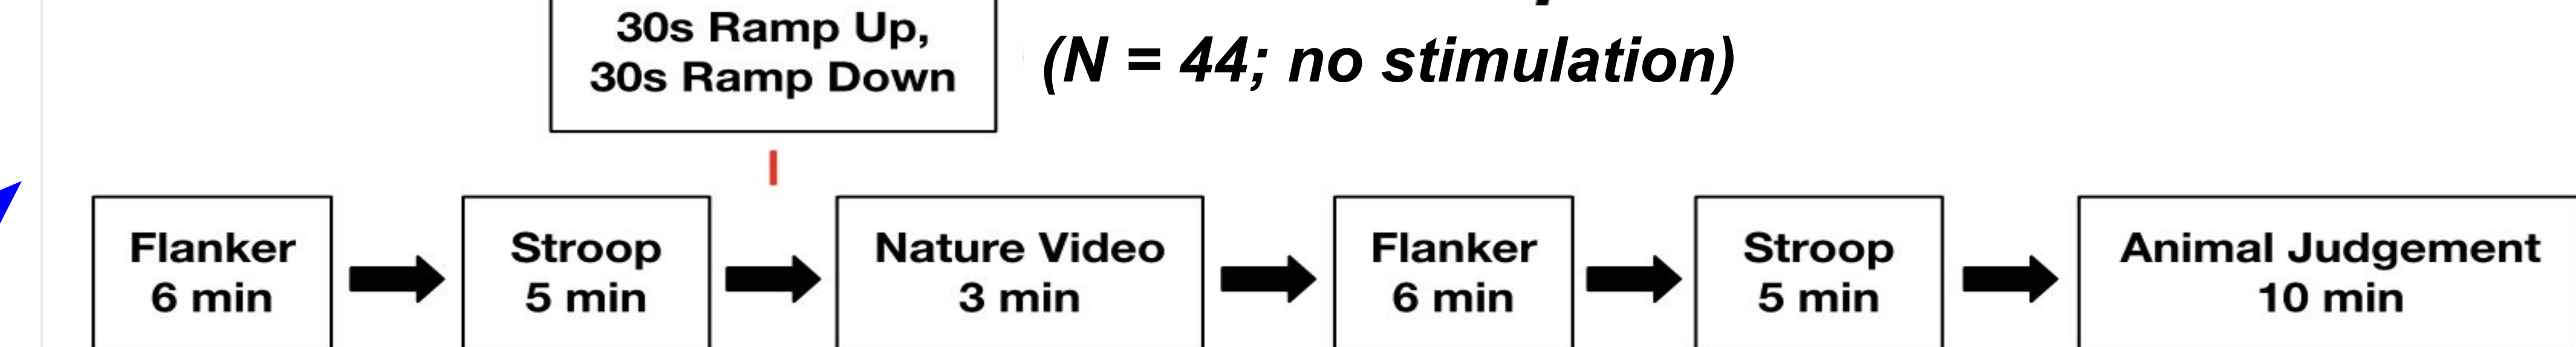 30s Ramp Up,
30s Ramp Down
(N = 44; no stimulation)
Flanker
6 min
Stroop
5 min
Nature Video
3 min
Flanker
6 min
Stroop
5 min
Animal Judgement
10 min